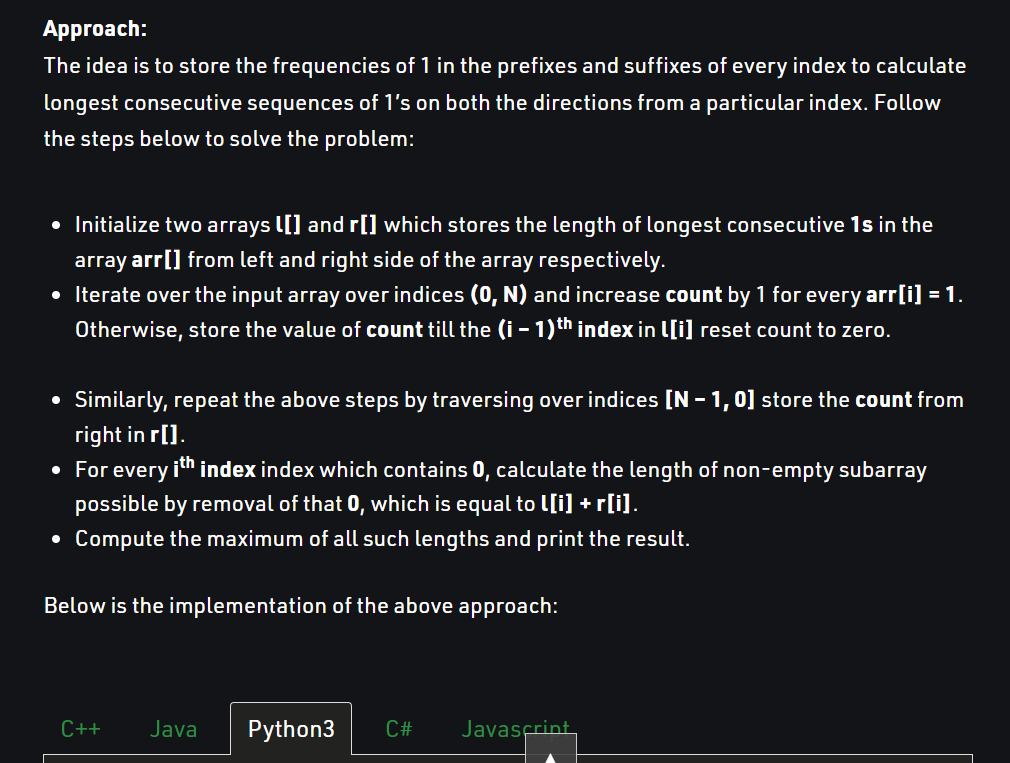 Approach:
The idea is to store the frequencies of 1 in the prefixes and suffixes of every index to calculate
longest consecutive sequences of 1's on both the directions from a particular index. Follow
the steps below to solve the problem:
• Initialize two arrays l[] and r[] which stores the length of longest consecutive 1s in the
array arr[] from left and right side of the array respectively.
• Iterate over the input array over indices (0, N) and increase count by 1 for every arr[i] = 1.
Otherwise, store the value of count till the (i – 1)th index in l[i] reset count to zero.
• Similarly, repeat the above steps by traversing over indices [N – 1, 0] store the count from
right in r[].
• For every ith index index which contains 0, calculate the length of non-empty subarray
possible by removal of that 0, which is equal to l[i] + r[i].
• Compute the maximum of all such lengths and print the result.
Below is the implementation of the above approach:
C++ Java Python3 C# Javascript